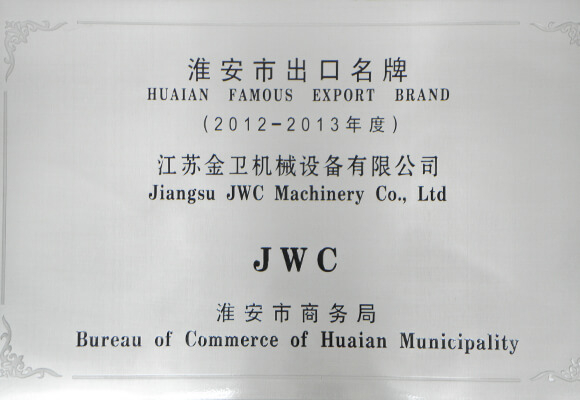 淮安市出口名牌
HUAIAN FAMOUS EXPORT BRAND
(2012-2013年度)
江苏金卫机械设备有限公司
Jiangsu JWC Machinery Co., Ltd
JWC
淮安市商务局
Bureau of Commerce of Huaian Municipality